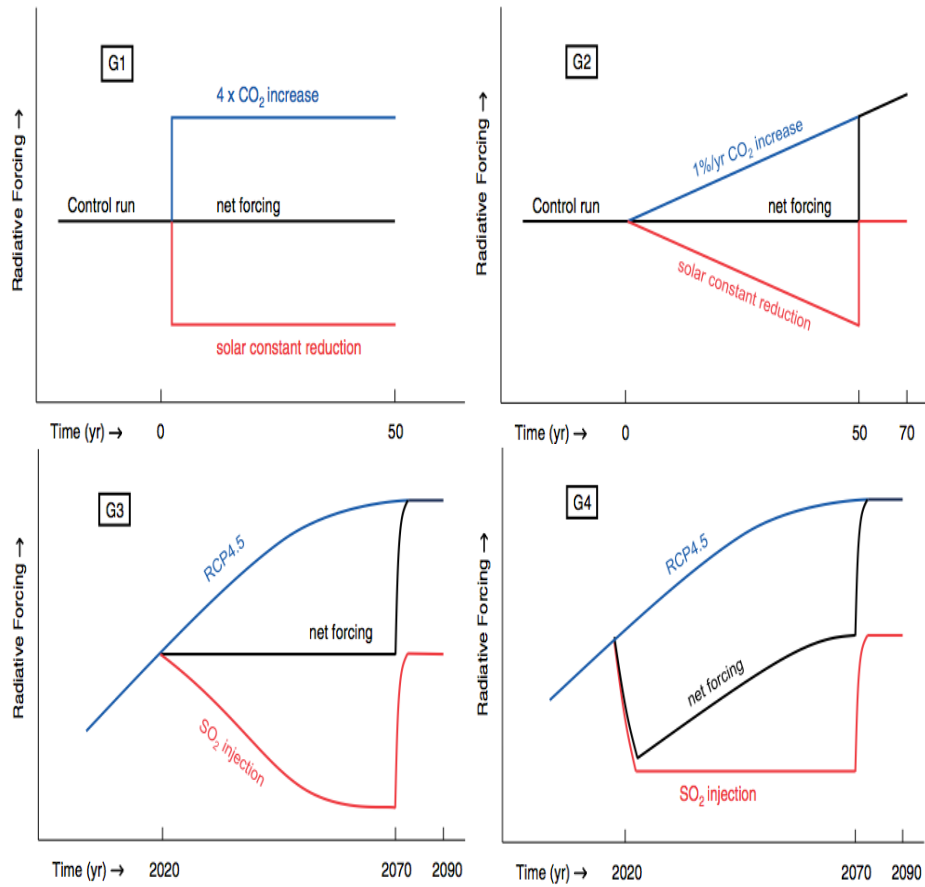 G1
4 x CO2 increase
Control run
net forcing
solar constant reduction
Radiative Forcing →
Time (yr) → 0 50
G2
1%/yr CO2 increase
Control run
net forcing
solar constant reduction
Radiative Forcing →
Time (yr) → 0 50 70
G3
RCP4.5
net forcing
SO2 injection
Radiative Forcing →
Time (yr) → 2020 2070 2090
G4
RCP4.5
net forcing
SO2 injection
Radiative Forcing →
Time (yr) → 2020 2070 2090